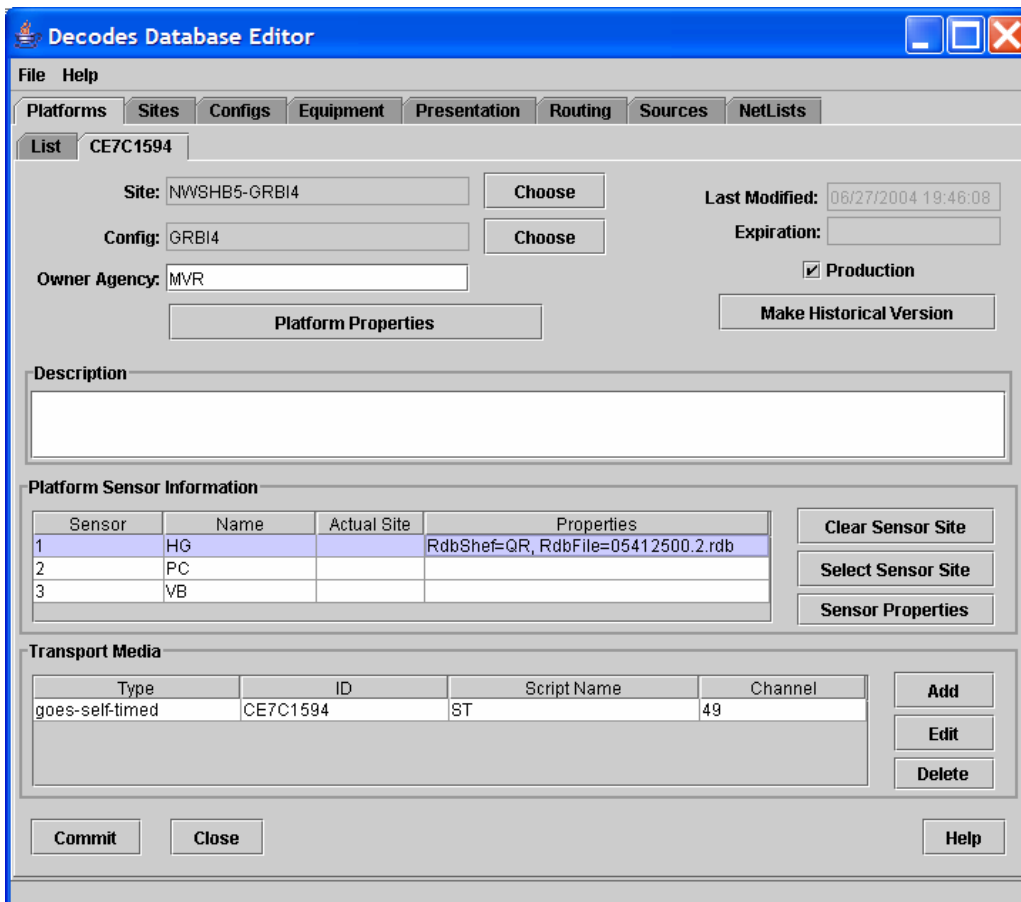 Decodes Database Editor
File Help
Platforms Sites Configs Equipment Presentation Routing Sources NetLists
List CE7C1594
Site: NWSHB5-GRBI4 Choose Last Modified: 06/27/2004 19:46:08
Config: GRBI4 Choose Expiration:
Owner Agency: MVR Production
Platform Properties Make Historical Version
Description
Platform Sensor Information
Sensor Name Actual Site Properties Clear Sensor Site
1 HG RdbShef=QR, RdbFile=05412500.2.rdb
2 PC Select Sensor Site
3 VB Sensor Properties
Transport Media
Type ID Script Name Channel Add
goes-self-timed CE7C1594 ST 49
Edit
Delete
Commit Close Help